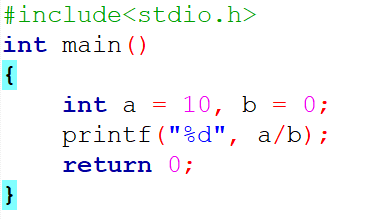 #include<stdio.h>
int main()
{
    int a = 10, b = 0;
    printf("%d", a/b);
    return 0;
}